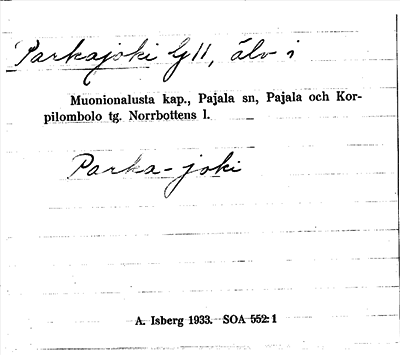 Parkajoki Gll, älv i
Muonionalusta kap., Pajala sn, Pajala och Kor-
pilombolo tg. Norrbottens l.
Parka-joki
A. Isberg 1933. SOA 552:1